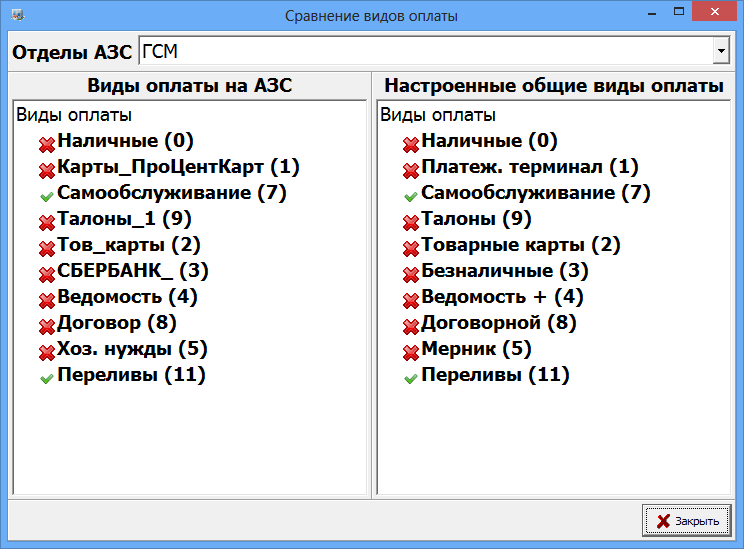 Сравнение видов оплаты
Отделы АЗС ГСМ
Виды оплаты на АЗС
Виды оплаты
Наличные (0)
Карты_ПроЦентКарт (1)
Самообслуживание (7)
Талоны_1 (9)
Тов_карты (2)
СБЕРБАНК_ (3)
Ведомость (4)
Договор (8)
Хоз. нужды (5)
Переливы (11)
Настроенные общие виды оплаты
Виды оплаты
Наличные (0)
Платеж. терминал (1)
Самообслуживание (7)
Талоны (9)
Товарные карты (2)
Безналичные (3)
Ведомость + (4)
Договорной (8)
Мерник (5)
Переливы (11)
Закрыть